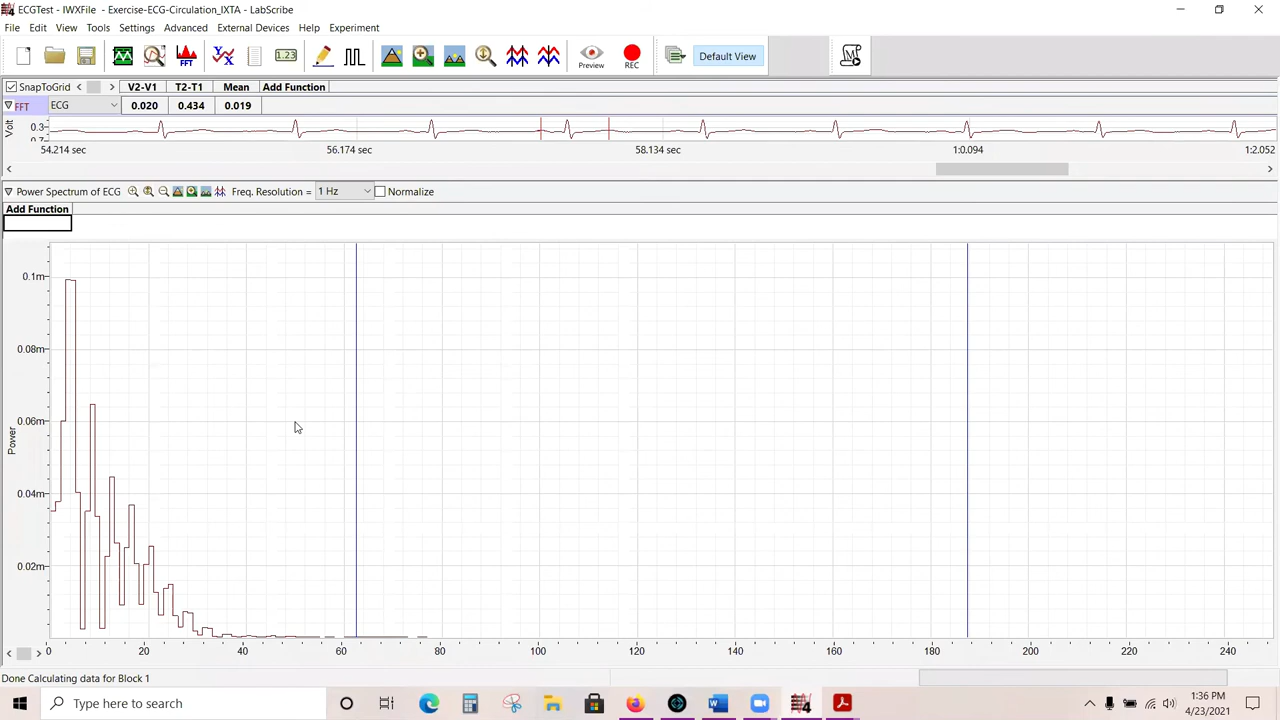 ECGTest - IWXFile - Exercise-ECG-Circulation_IXTA - LabScribe
File Edit View Tools Settings Advanced External Devices Help Experiment
FFT Y/X 1.23 Preview REC Default View M
SnapToGrid V2-V1 T2-T1 Mean Add Function
FFT ECG 0.020 0.434 0.019
Volt 0.3
54.214 sec 56.174 sec 58.134 sec 1:0.094 1:2.052
Power Spectrum of ECG Freq. Resolution = 1 Hz Normalize
Add Function
0.1m
0.08m
0.06m
Power
0.04m
0.02m
0 20 40 60 80 100 120 140 160 180 200 220 240
Done Calculating data for Block 1
Type here to search 4 1:36 PM
4/23/2021